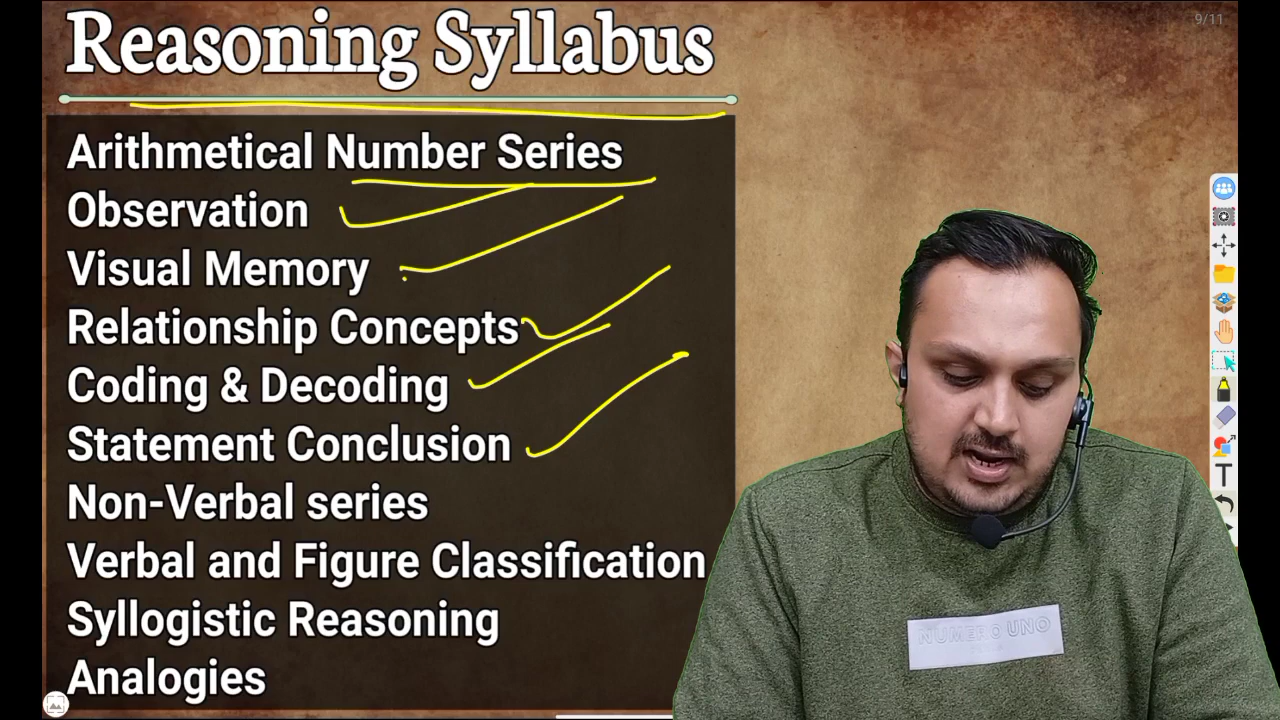 Reasoning Syllabus
9/11
Arithmetical Number Series
Observation
Visual Memory
Relationship Concepts
Coding & Decoding
Statement Conclusion
Non-Verbal series
Verbal and Figure Classification
Syllogistic Reasoning
Analogies
NUMERO UNO
T